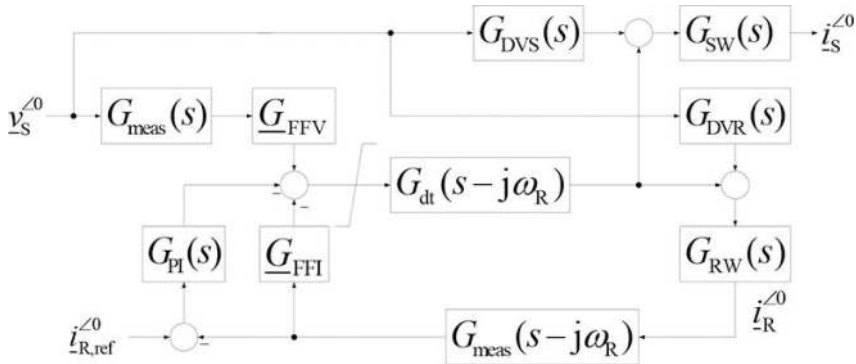 G_DVS(s)
G_SW(s)
i_S^∠0
v_S^∠0
G_meas(s)
G_FFV
G_DVR(s)
−
−
−
G_dt(s−jω_R)
G_PI(s)
G_FFI
G_RW(s)
i_R^∠0
i_R,ref^∠0
−
G_meas(s−jω_R)